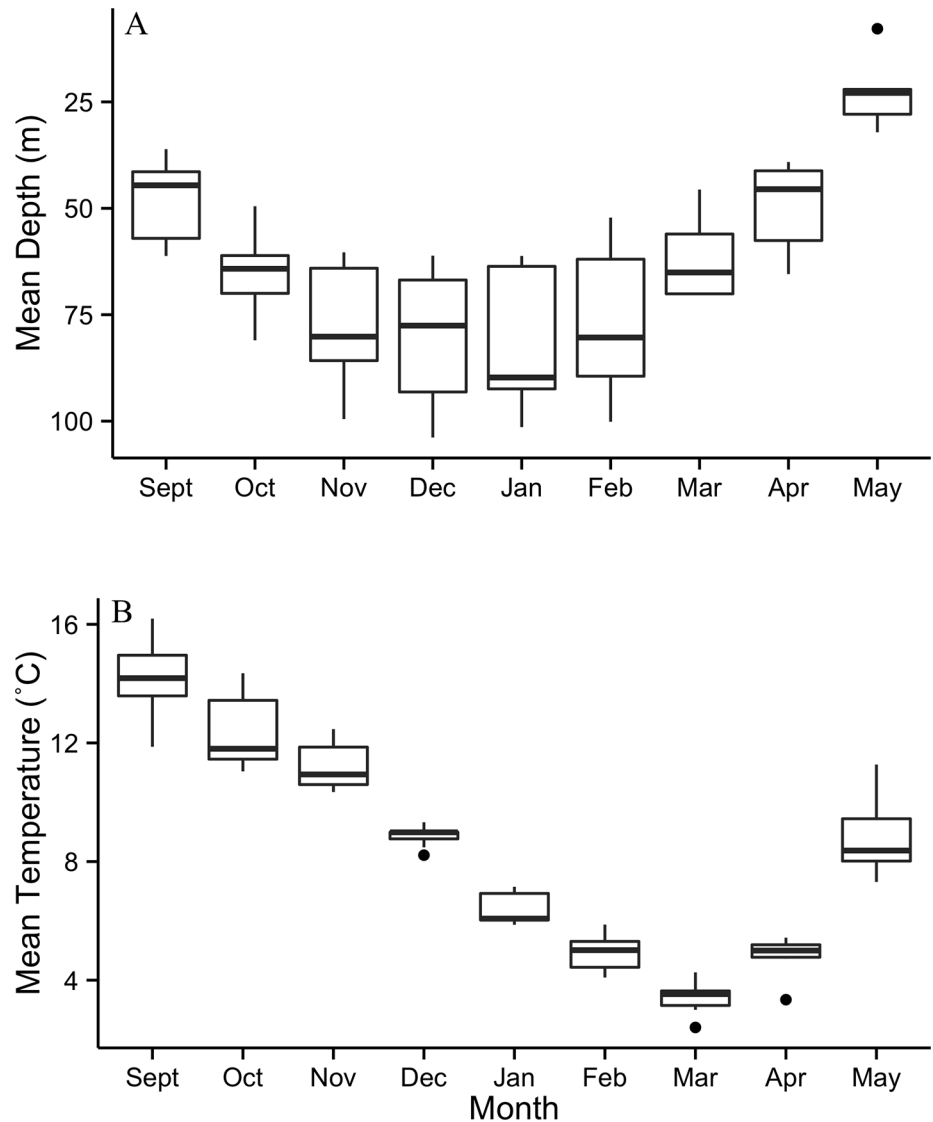 A
Mean Depth (m)
25
50
75
100
Sept Oct Nov Dec Jan Feb Mar Apr May
B
Mean Temperature (˚C)
16
12
8
4
Sept Oct Nov Dec Jan Feb Mar Apr May
Month